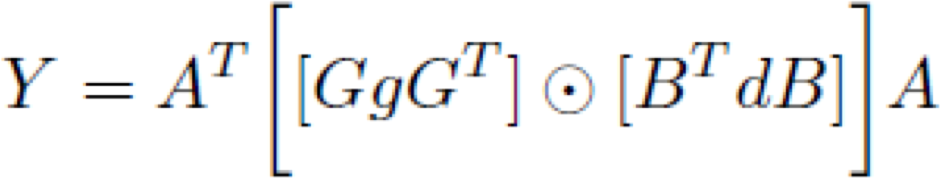 Y = A^T[[GgG^T] ⊙ [B^T dB]]A